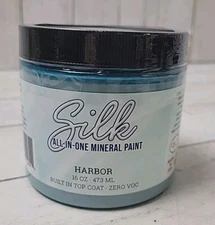 Silk
ALL-IN-ONE MINERAL PAINT
HARBOR
16 OZ - 473 ML
BUILT IN TOP COAT - ZERO VOC